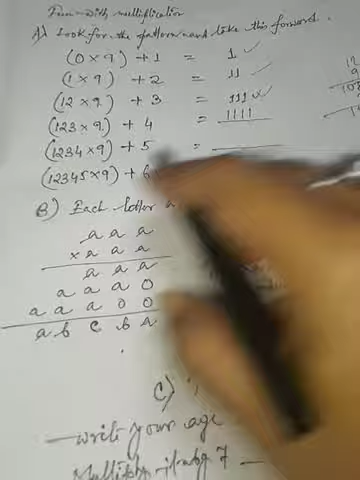 Fun with multiplication
A) Look for the pattern and take this forward.
(0 × 9) + 1 = 1 ✓
(1 × 9) + 2 = 11 ✓
(12 × 9) + 3 = 111 ✓
(123 × 9) + 4 = 1111
(1234 × 9) + 5 =
(12345 × 9) + 6
B) Each letter
a a a
× a a a
a a a
a a a 0
a a a 0 0
a b c b a
C)
write your age
Multiply it by 7